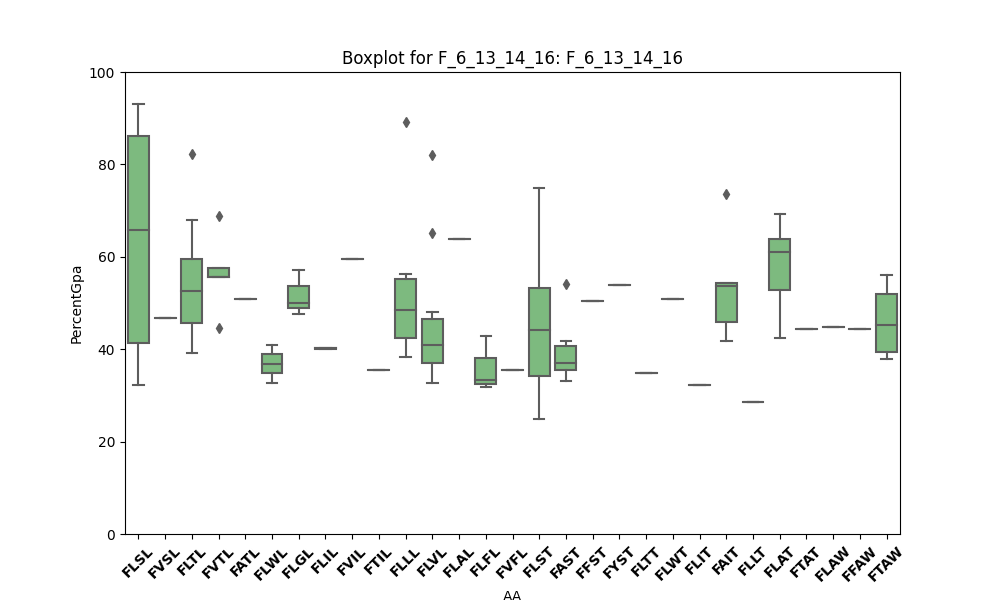 Boxplot for F_6_13_14_16: F_6_13_14_16
PercentGpa
100
80
60
40
20
0
FLSL FVSL FLTL FVTL FATL FLWL FLGL FLIL FVIL FTIL FLLL FLVL FLAL FLFL FVFL FLST FAST FFST FYST FLTT FLWT FLIT FAIT FLLT FLAT FTAT FLAW FFAW FTAW
AA